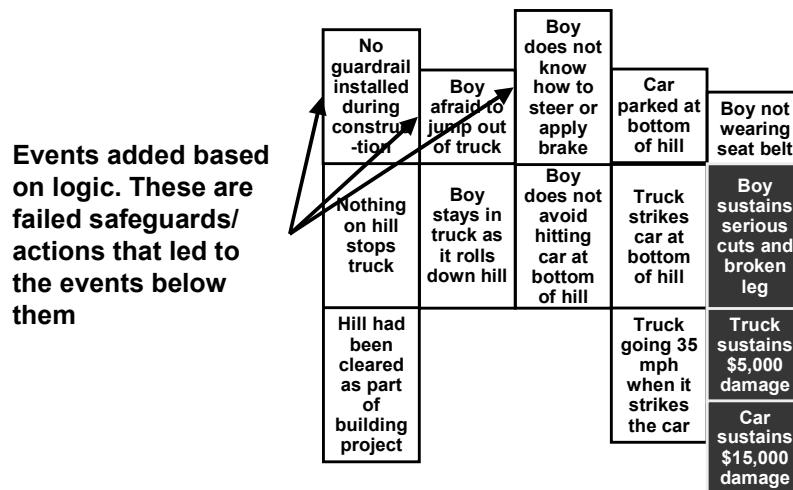 Events added based
on logic. These are
failed safeguards/
actions that led to
the events below
them
No
guardrail
installed
during
construc
-tion
Boy
afraid to
jump out
of truck
Boy
does not
know
how to
steer or
apply
brake
Car
parked at
bottom
of hill
Boy not
wearing
seat belt
Nothing
on hill
stops
truck
Boy
stays in
truck as
it rolls
down hill
Boy
does not
avoid
hitting
car at
bottom
of hill
Truck
strikes
car at
bottom
of hill
Boy
sustains
serious
cuts and
broken
leg
Hill had
been
cleared
as part
of
building
project
Truck
going 35
mph
when it
strikes
the car
Truck
sustains
$5,000
damage
Car
sustains
$15,000
damage